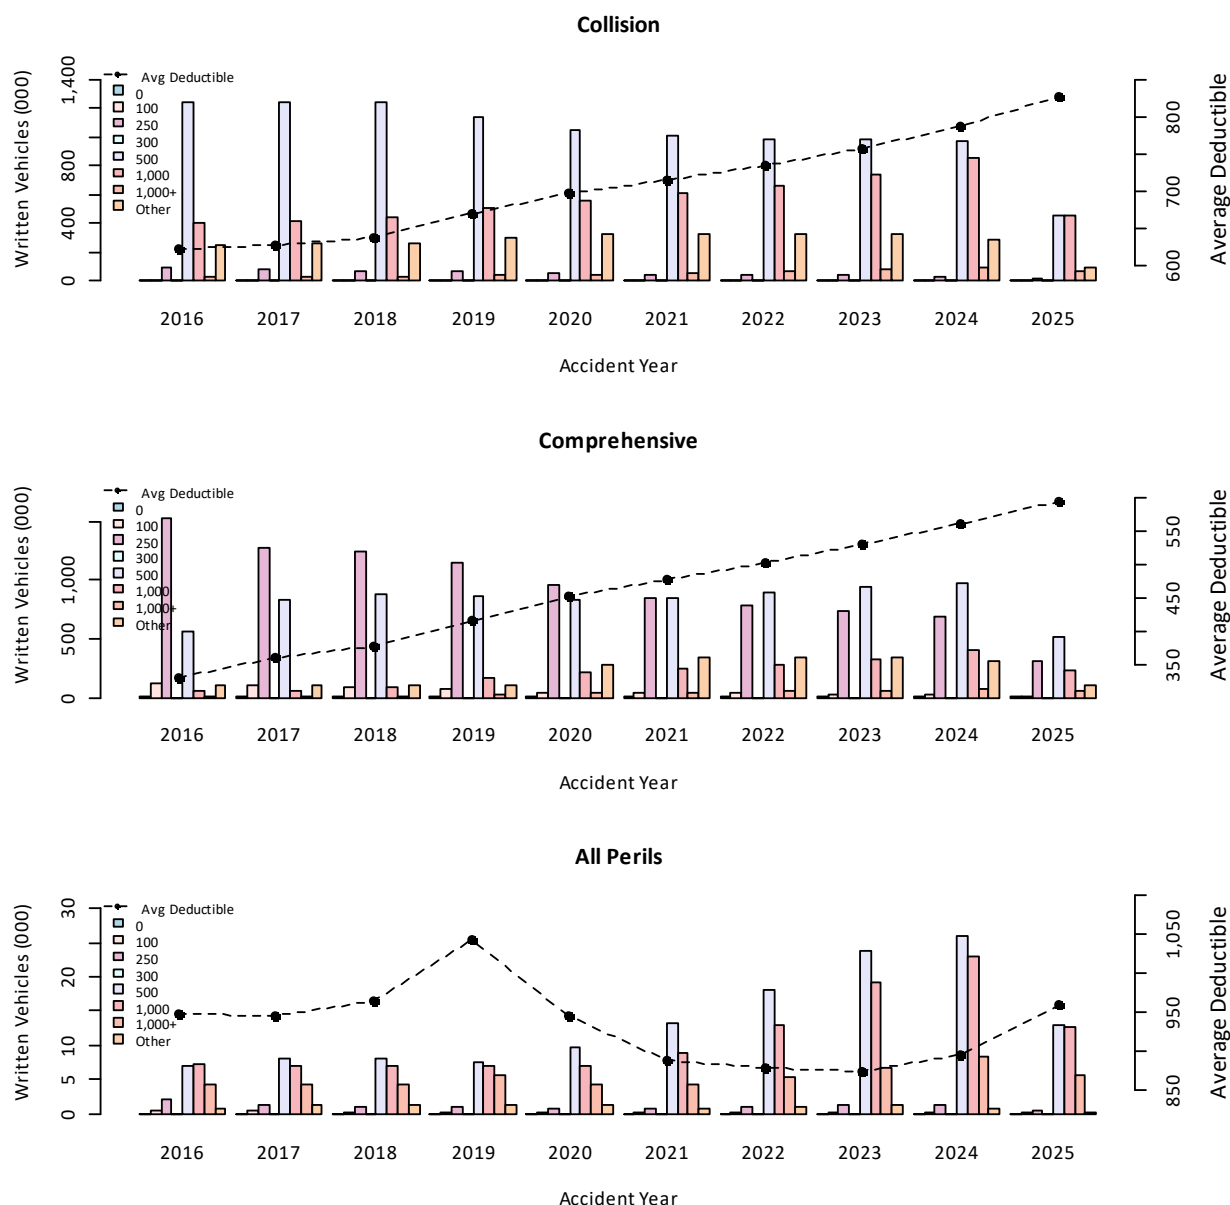 Collision
Written Vehicles (000)
1,400
800
400
0
Avg Deductible
0
100
250
300
500
1,000
1,000+
Other
800
700
600
Average Deductible
2016 2017 2018 2019 2020 2021 2022 2023 2024 2025
Accident Year
Comprehensive
Written Vehicles (000)
1,000
500
0
Avg Deductible
0
100
250
300
500
1,000
1,000+
Other
550
450
350
Average Deductible
2016 2017 2018 2019 2020 2021 2022 2023 2024 2025
Accident Year
All Perils
Written Vehicles (000)
30
20
10
5
0
Avg Deductible
0
100
250
300
500
1,000
1,000+
Other
1,050
950
850
Average Deductible
2016 2017 2018 2019 2020 2021 2022 2023 2024 2025
Accident Year